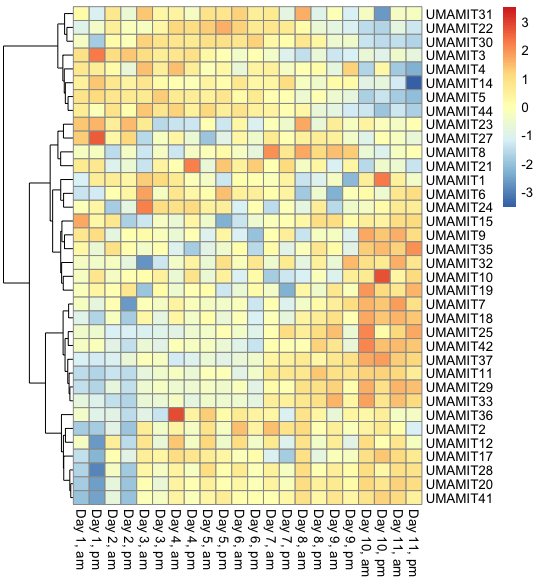 UMAMIT31
UMAMIT22
UMAMIT30
UMAMIT3
UMAMIT4
UMAMIT14
UMAMIT5
UMAMIT44
UMAMIT23
UMAMIT27
UMAMIT8
UMAMIT21
UMAMIT1
UMAMIT6
UMAMIT24
UMAMIT15
UMAMIT9
UMAMIT35
UMAMIT32
UMAMIT10
UMAMIT19
UMAMIT7
UMAMIT18
UMAMIT25
UMAMIT42
UMAMIT37
UMAMIT11
UMAMIT29
UMAMIT33
UMAMIT36
UMAMIT2
UMAMIT12
UMAMIT17
UMAMIT28
UMAMIT20
UMAMIT41
3
2
1
0
-1
-2
-3
Day 1, am
Day 1, pm
Day 2, am
Day 2, pm
Day 3, am
Day 3, pm
Day 4, am
Day 4, pm
Day 5, am
Day 5, pm
Day 6, am
Day 6, pm
Day 7, am
Day 7, pm
Day 8, am
Day 8, pm
Day 9, am
Day 9, pm
Day 10, am
Day 10, pm
Day 11, am
Day 11, pm